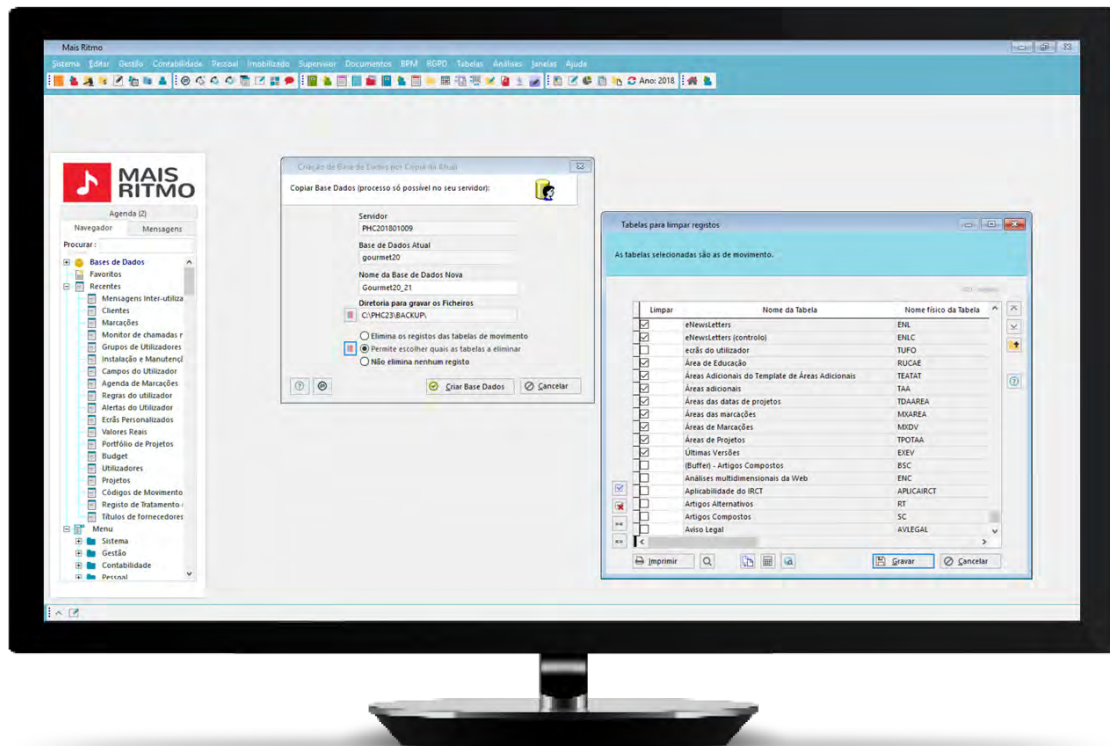 Mais Ritmo
Sistema Editar Gestão Contabilidade Pessoal Imobilizado Supervisor Documentos BPM RGPD Tabelas Análises Janelas Ajuda
Ano: 2018
MAIS
RITMO
Agenda (2)
Navegador Mensagens
Procurar :
Bases de Dados
Favoritos
Recentes
Mensagens Inter-utiliza
Clientes
Marcações
Monitor de chamadas r
Grupos de Utilizadores
Instalação e Manutençã
Campos do Utilizador
Agenda de Marcações
Regras do utilizador
Alertas do Utilizador
Ecrãs Personalizados
Valores Reais
Portfólio de Projetos
Budget
Utilizadores
Projetos
Códigos de Movimento
Registo de Tratamento
Títulos de fornecedores
Menu
Sistema
Gestão
Contabilidade
Pessoal
Criação de Base de Dados por Cópia da Atual
Copiar Base Dados (processo só possível no seu servidor):
Servidor
PHC201801009
Base de Dados Atual
gourmet20
Nome da Base de Dados Nova
Gourmet20_21
Diretoria para gravar os Ficheiros
C:\PHC23\BACKUP\
Elimina os registos das tabelas de movimento
Permite escolher quais as tabelas a eliminar
Não elimina nenhum registo
Criar Base Dados Cancelar
Tabelas para limpar registos
As tabelas selecionadas são as de movimento.
Limpar Nome da Tabela Nome físico da Tabela
eNewsLetters ENL
eNewsLetters (controlo) ENLC
ecrãs do utilizador TUFO
Área de Educação RUCAE
Áreas Adicionais do Template de Áreas Adicionais TEATAT
Áreas adicionais TAA
Áreas das datas de projetos TDAAREA
Áreas das marcações MXAREA
Áreas de Marcações MXDV
Áreas de Projetos TPOTAA
Últimas Versões EXEV
(Buffer) - Artigos Compostos BSC
Análises multidimensionais da Web ENC
Aplicabilidade do IRCT APLICAIRCT
Artigos Alternativos RT
Artigos Compostos SC
Aviso Legal AVLEGAL
Imprimir Gravar Cancelar